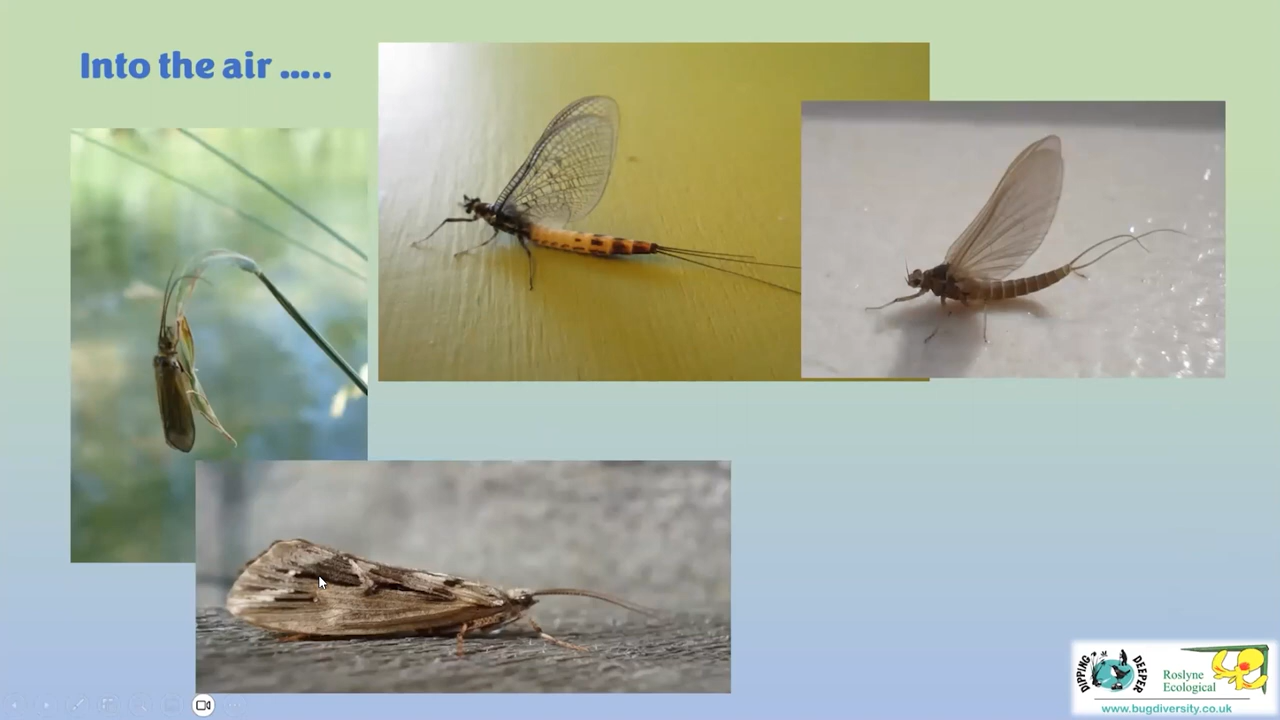 Into the air .....
DIPPING DEEPER
Roslyne
Ecological
www.bugdiversity.co.uk